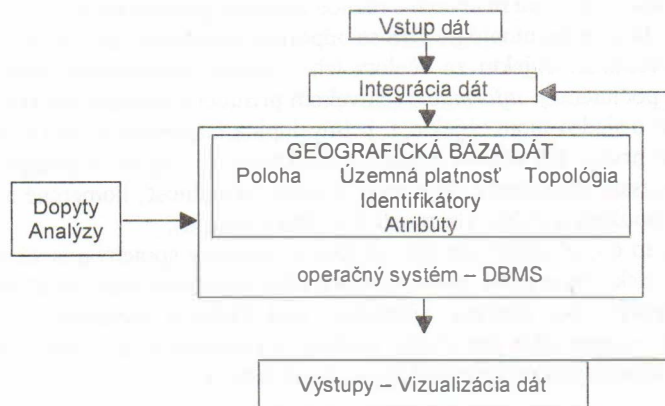 Vstup dát
Integrácia dát
GEOGRAFICKÁ BÁZA DÁT
Poloha Územná platnosť Topológia
Identifikátory
Atribúty
Dopyty
Analýzy
operačný systém – DBMS
Výstupy – Vizualizácia dát